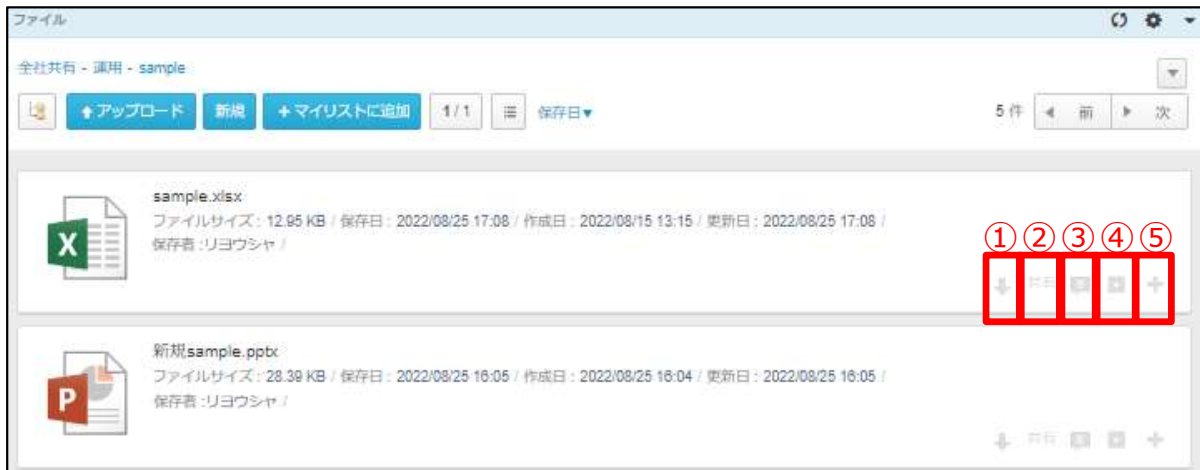 ファイル
全社共有 - 運用 - sample
アップロード 新規 +マイリストに追加 1 / 1 保存日▼ 5 件 前 次
sample.xlsx
ファイルサイズ : 12.95 KB / 保存日 : 2022/08/25 17:08 / 作成日 : 2022/08/15 13:15 / 更新日 : 2022/08/25 17:08 /
保存者 :リヨウシャ /
① ② ③ ④ ⑤
共有
新規sample.pptx
ファイルサイズ : 28.39 KB / 保存日 : 2022/08/25 16:05 / 作成日 : 2022/08/25 16:04 / 更新日 : 2022/08/25 16:05 /
保存者 :リヨウシャ /
共有